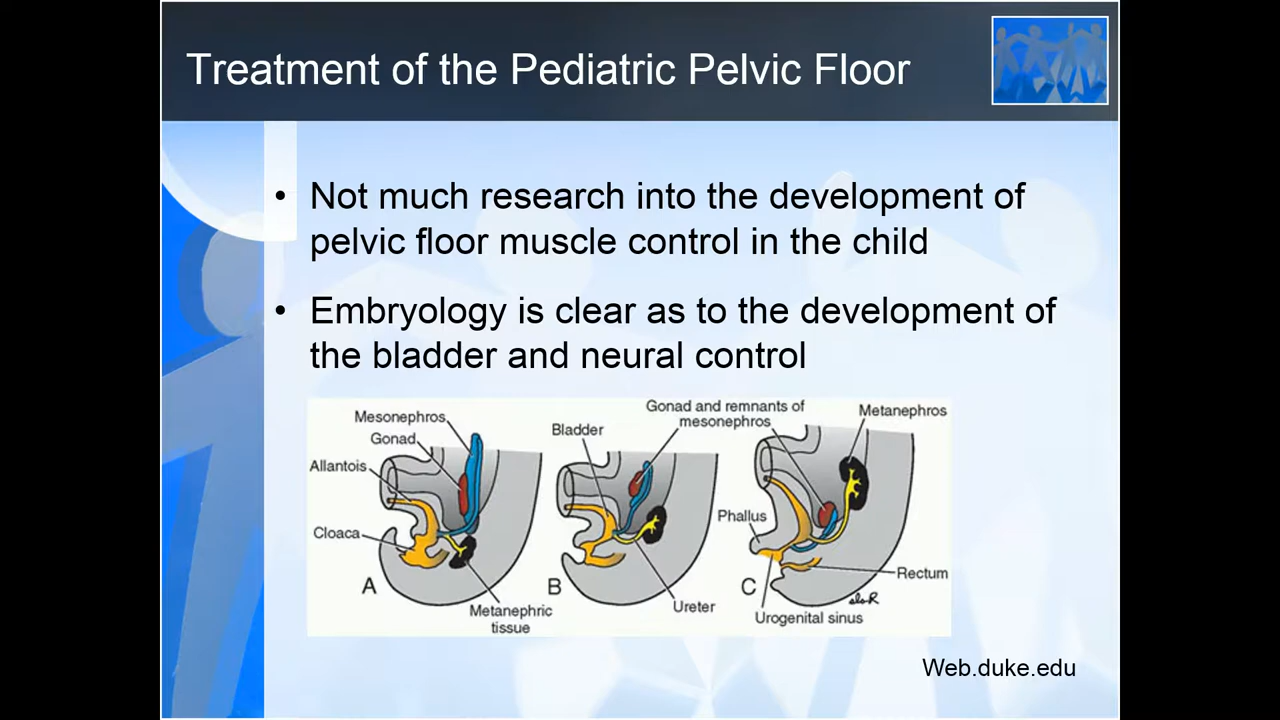 Treatment of the Pediatric Pelvic Floor
• Not much research into the development of
pelvic floor muscle control in the child
• Embryology is clear as to the development of
the bladder and neural control
Mesonephros
Gonad
Allantois
Cloaca
A
Metanephric
tissue
Bladder
Gonad and remnants of
mesonephros
B
Ureter
Metanephros
Phallus
C
Rectum
Urogenital sinus
Web.duke.edu